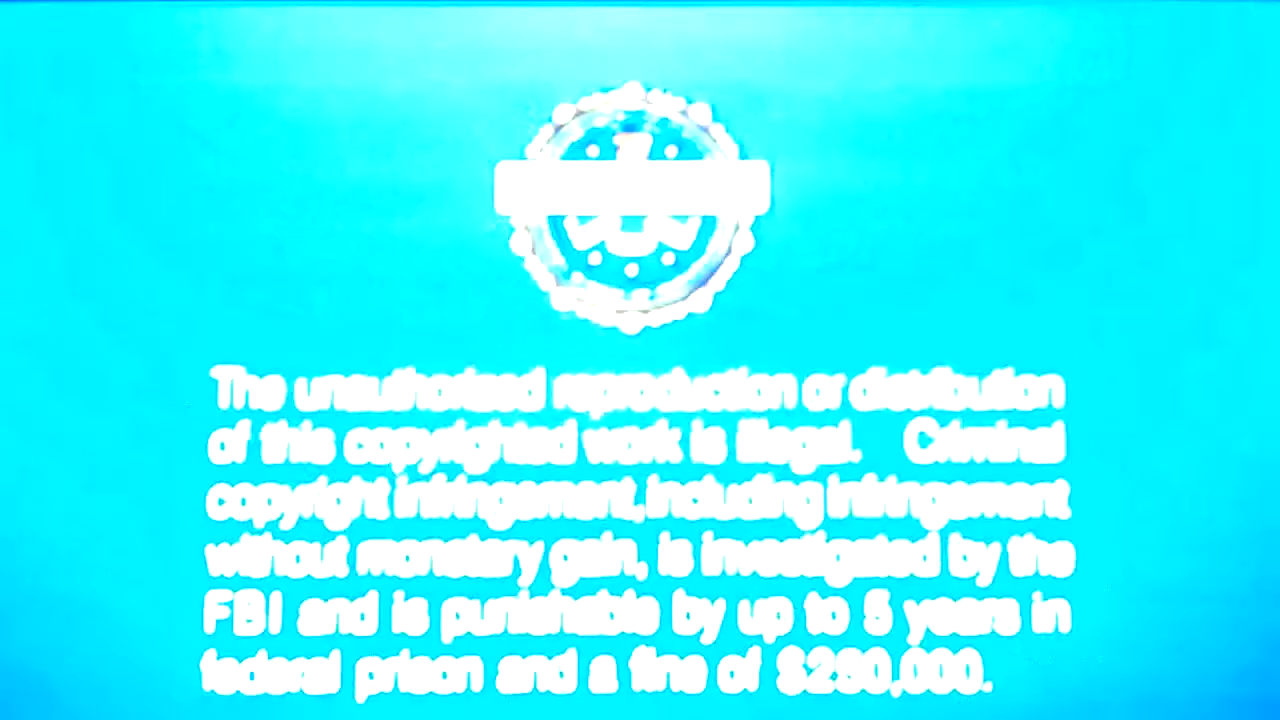 The unauthorized reproduction or distribution
of this copyrighted work is illegal. Criminal
copyright infringement, including infringement
without monetary gain, is investigated by the
FBI and is punishable by up to 5 years in
federal prison and a fine of $250,000.